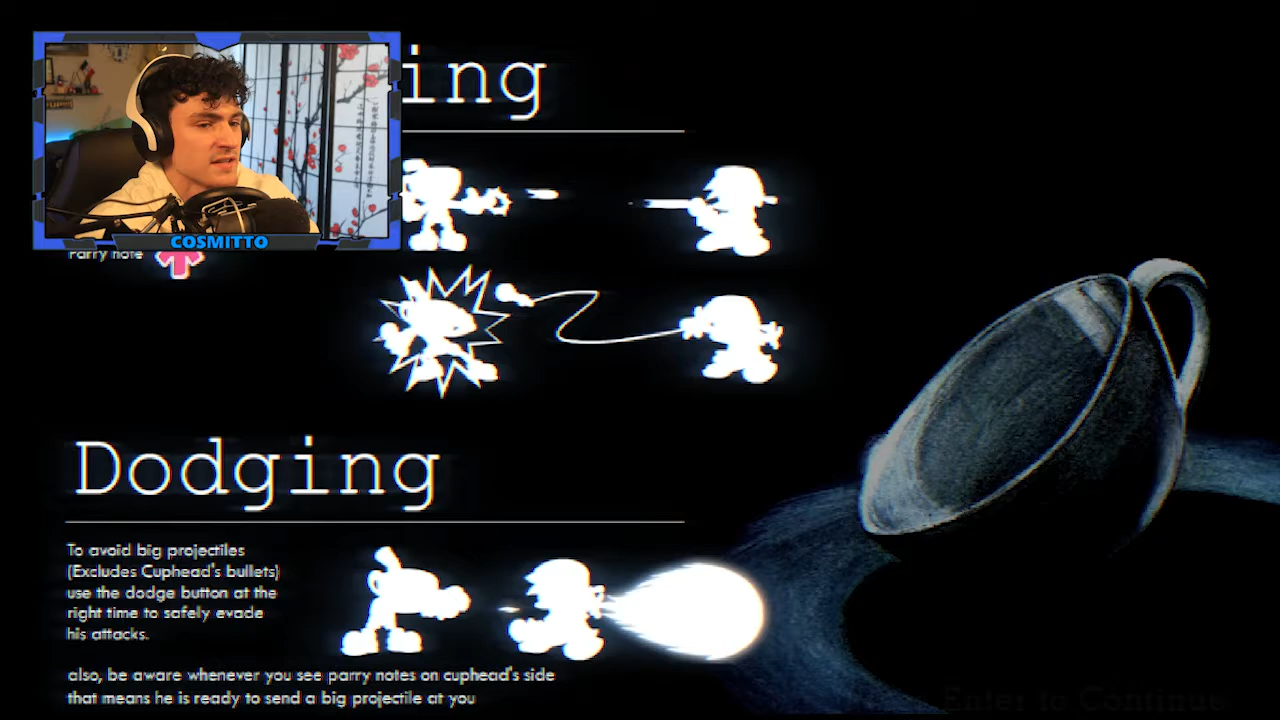 ing
COSMITTO
Parry note
Dodging
To avoid big projectiles
(Excludes Cuphead's bullets)
use the dodge button at the
right time to safely evade
his attacks.
also, be aware whenever you see parry notes on cuphead's side
that means he is ready to send a big projectile at you
Enter to Continue